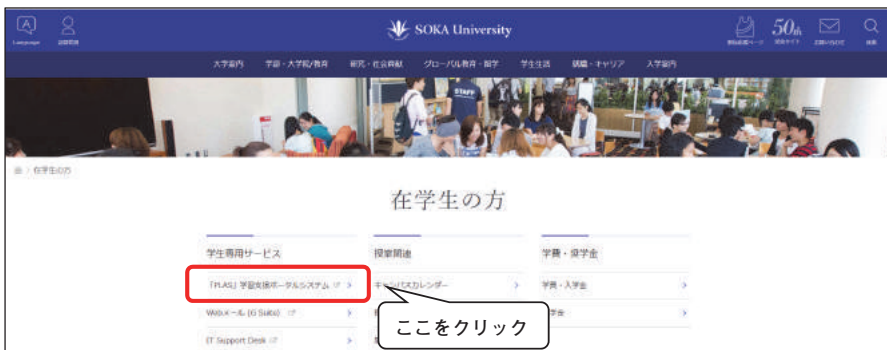 Language
SOKA University
50th
大学案内 学部・大学院/教育 研究・社会貢献 グローバル教育・留学 学生生活 就職・キャリア 入学案内
STAFF
在学生の方
在学生の方
学生専用サービス 授業関連 学費・奨学金
「PLAS」学習支援ポータルシステム キャンパスカレンダー 学費・入学金
Webメール (G Suite)
ここをクリック
IT Support Desk